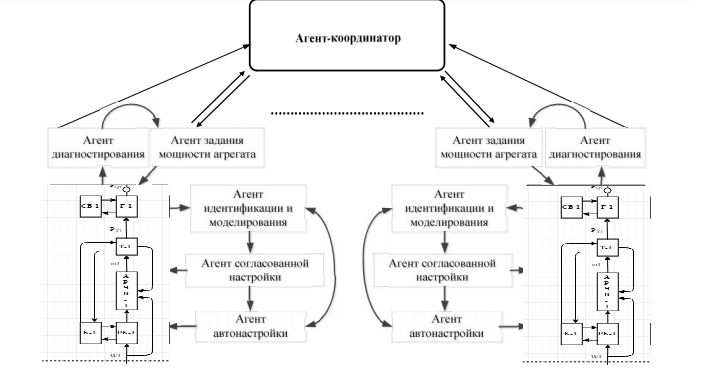 Агент-координатор
Агент
диагностирования
Агент задания
мощности агрегата
Агент задания
мощности агрегата
Агент
диагностирования
СВ 1
Г 1
Агент
идентификации и
моделирования
Агент согласованной
настройки
Агент
автонастройки
Агент
идентификации и
моделирования
Агент согласованной
настройки
Агент
автонастройки
СВ 1
Г 1